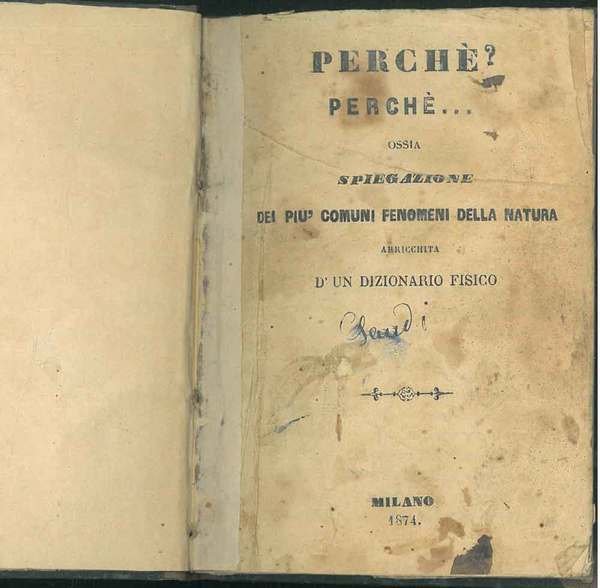 PERCHÈ?
PERCHÈ...
OSSIA
SPIEGAZIONE
DEI PIU' COMUNI FENOMENI DELLA NATURA
ARRICCHITA
D'UN DIZIONARIO FISICO
MILANO
1874.